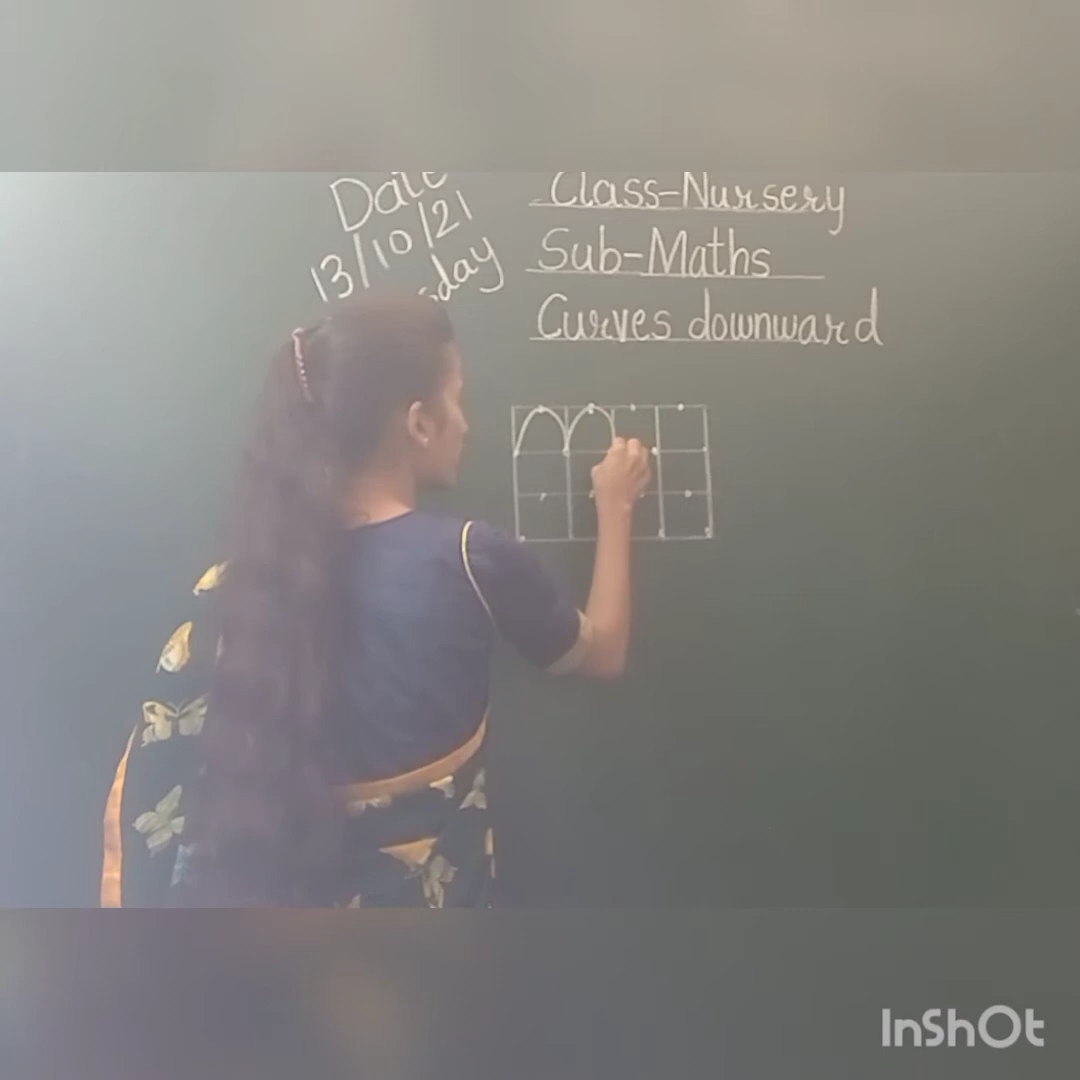 Date
13/10/21
Class-Nursery
Sub-Maths
Curves downward
InShOt